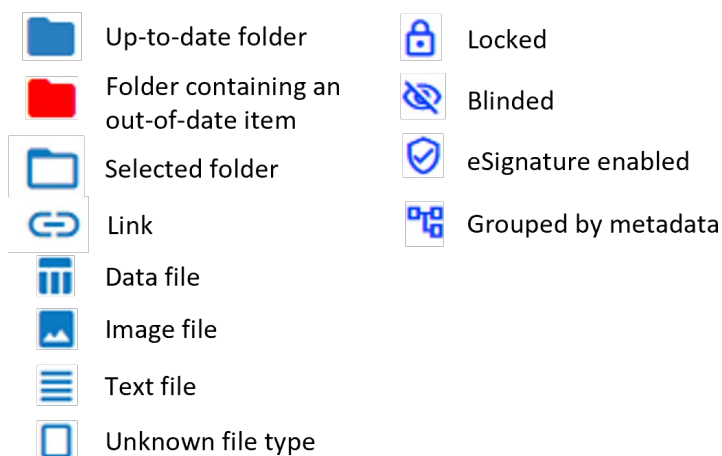 Up-to-date folder
Folder containing an
out-of-date item
Selected folder
Link
Data file
Image file
Text file
Unknown file type
Locked
Blinded
eSignature enabled
Grouped by metadata